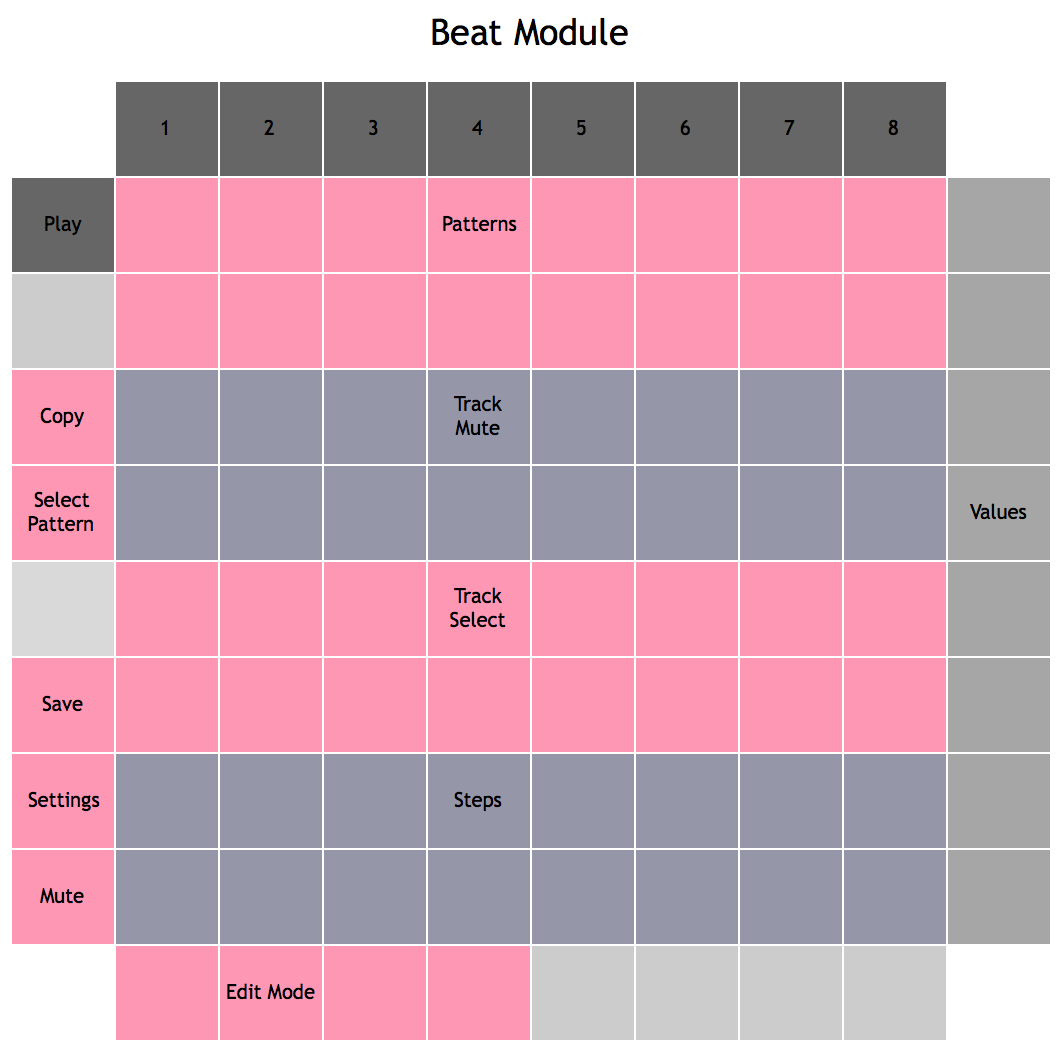 Beat Module
1 2 3 4 5 6 7 8
Play
Patterns
Copy
Track
Mute
Select
Pattern
Values
Track
Select
Save
Settings
Steps
Mute
Edit Mode